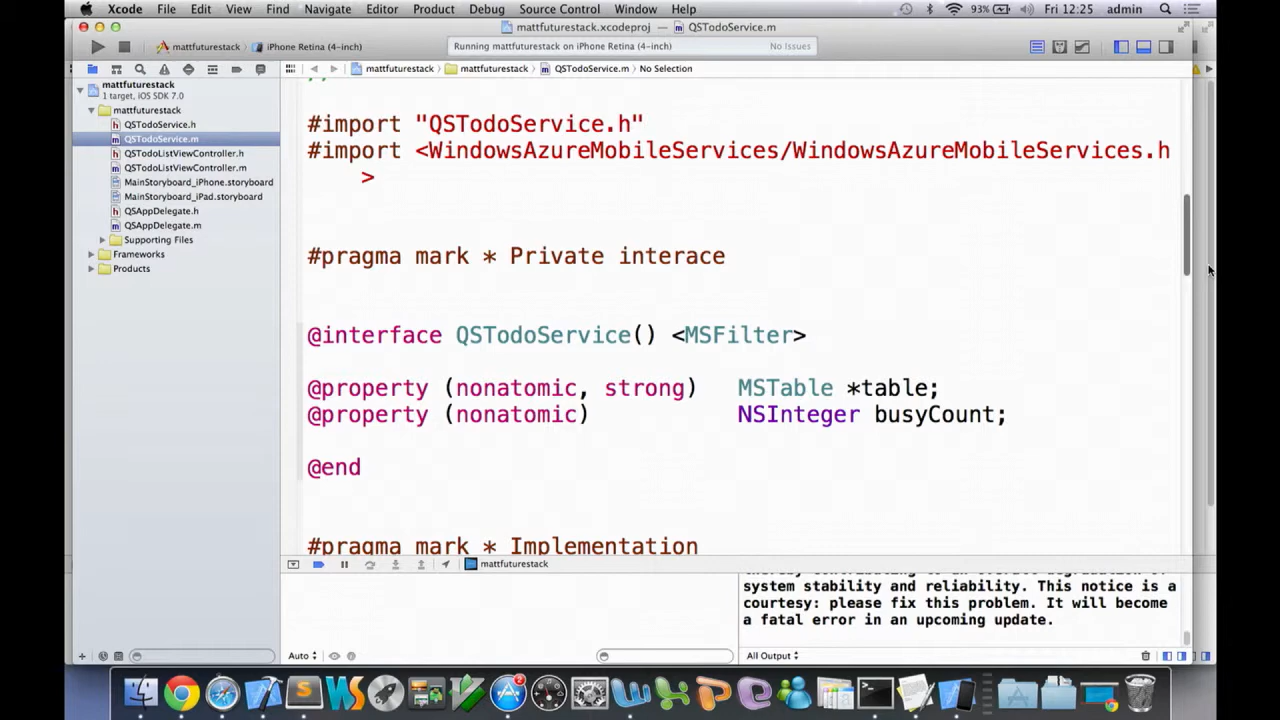 Xcode File Edit View Find Navigate Editor Product Debug Source Control Window Help 93% Fri 12:25 admin
mattfuturestack.xcodeproj — QSTodoService.m
mattfuturestack iPhone Retina (4-inch) Running mattfuturestack on iPhone Retina (4-inch) No Issues
mattfuturestack mattfuturestack QSTodoService.m No Selection
mattfuturestack
1 target, iOS SDK 7.0
mattfuturestack
QSTodoService.h
QSTodoService.m
QSTodoListViewController.h
QSTodoListViewController.m
MainStoryboard_iPhone.storyboard
MainStoryboard_iPad.storyboard
QSAppDelegate.h
QSAppDelegate.m
Supporting Files
Frameworks
Products
#import "QSTodoService.h"
#import <WindowsAzureMobileServices/WindowsAzureMobileServices.h
>
#pragma mark * Private interace
@interface QSTodoService() <MSFilter>
@property (nonatomic, strong) MSTable *table;
@property (nonatomic) NSInteger busyCount;
@end
#pragma mark * Implementation
mattfuturestack
system stability and reliability. This notice is a
courtesy: please fix this problem. It will become
a fatal error in an upcoming update.
Auto
All Output
2